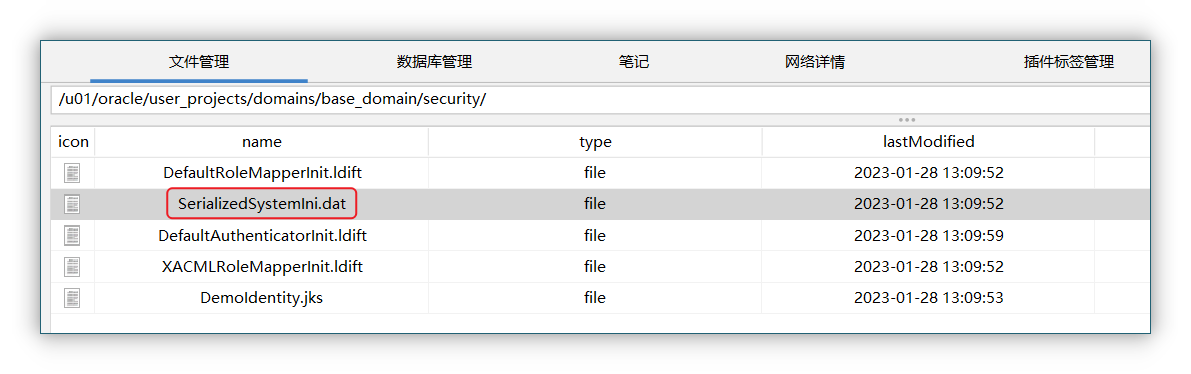 文件管理 数据库管理 笔记 网络详情 插件标签管理
/u01/oracle/user_projects/domains/base_domain/security/
icon name type lastModified
DefaultRoleMapperInit.ldift file 2023-01-28 13:09:52
SerializedSystemIni.dat file 2023-01-28 13:09:52
DefaultAuthenticatorInit.ldift file 2023-01-28 13:09:59
XACMLRoleMapperInit.ldift file 2023-01-28 13:09:52
DemoIdentity.jks file 2023-01-28 13:09:53